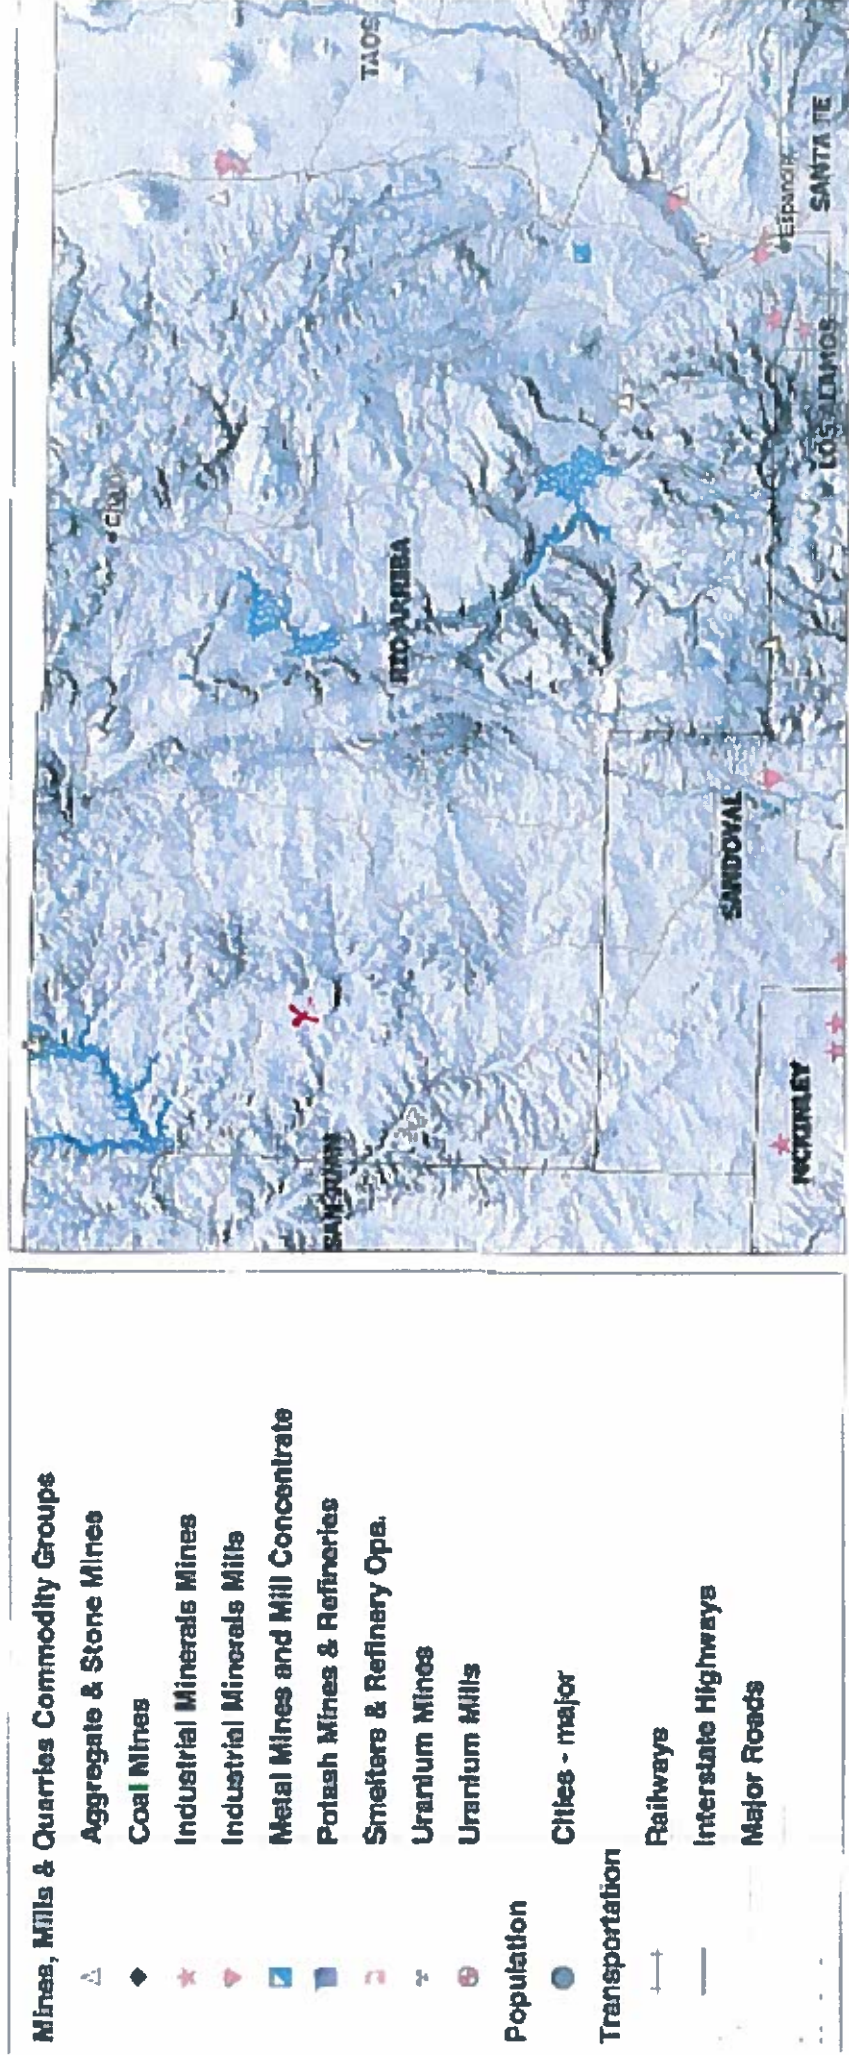 Mines, Mills & Quarries Commodity Groups
Aggregate & Stone Mines
Coal Mines
Industrial Minerals Mines
Industrial Minerals Mills
Metal Mines and Mill Concentrate
Potash Mines & Refineries
Smelters & Refinery Ops.
Uranium Mines
Uranium Mills
Population
Cities - major
Transportation
Railways
Interstate Highways
Major Roads
TAOS
Chama
RIO ARRIBA
SAN JUAN
Espanola
SANTA FE
LOS ALAMOS
SANDOVAL
MCKINLEY